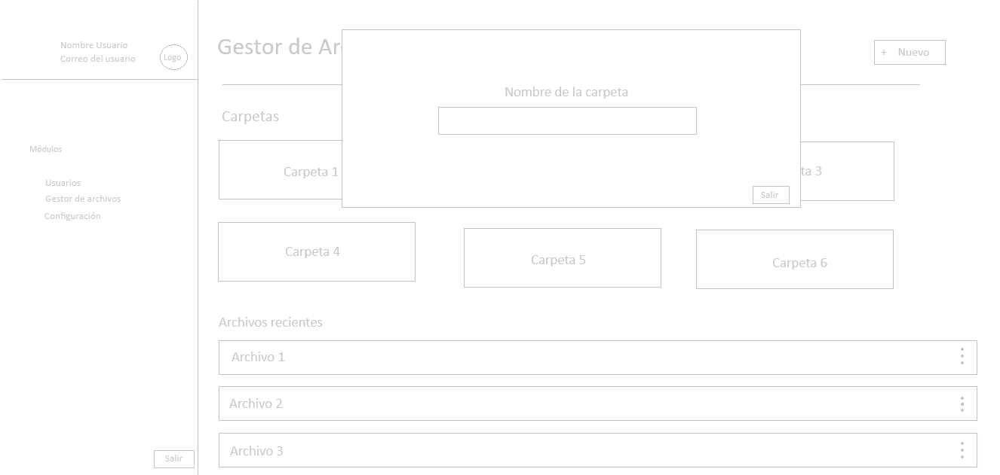 Nombre Usuario
Correo del usuario
Logo
Módulos
Usuarios
Gestor de archivos
Configuración
Salir
Gestor de Ar
+ Nuevo
Nombre de la carpeta
Salir
Carpetas
Carpeta 1
ta 3
Carpeta 4
Carpeta 5
Carpeta 6
Archivos recientes
Archivo 1
Archivo 2
Archivo 3